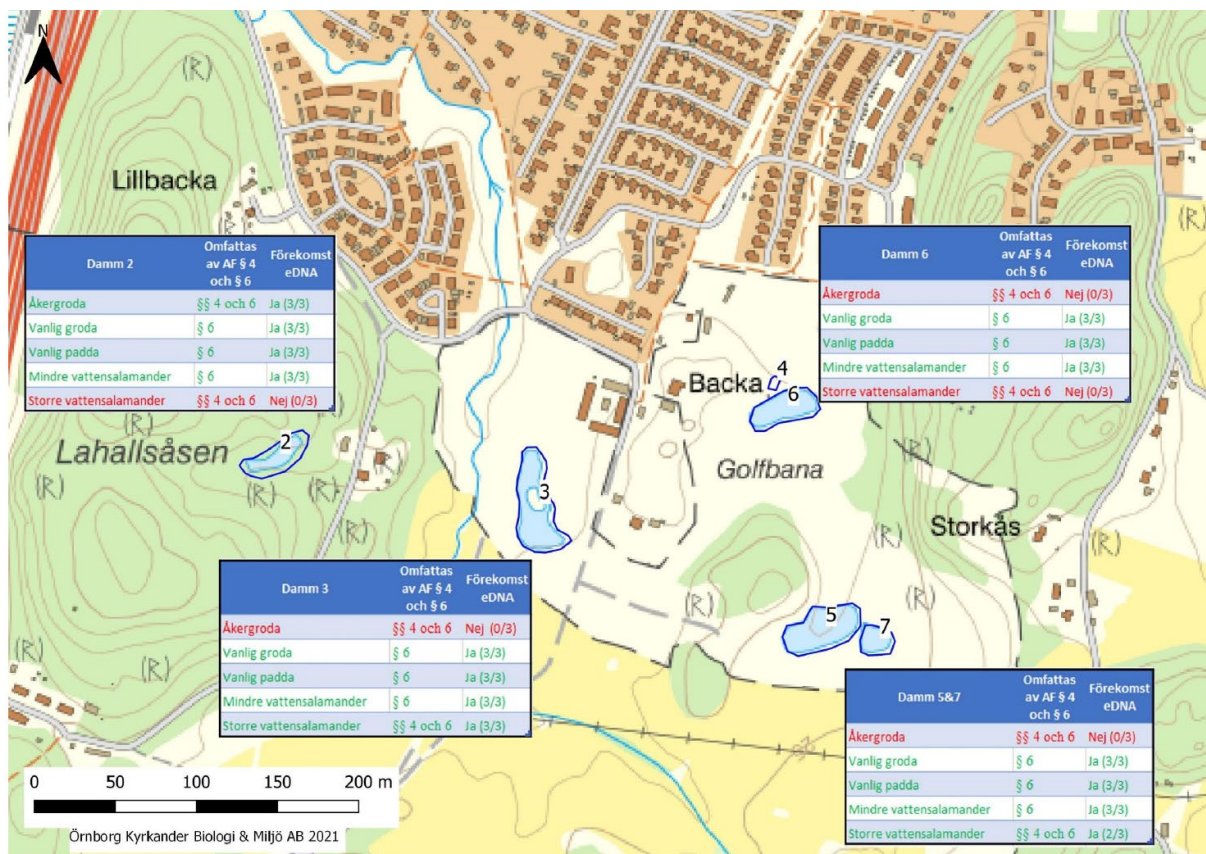 N
(R)
Lillbacka
(R)
Damm 2 Omfattas av AF § 4 och § 6 Förekomst eDNA
Åkergroda §§ 4 och 6 Ja (3/3)
Vanlig groda § 6 Ja (3/3)
Vanlig padda § 6 Ja (3/3)
Mindre vattensalamander § 6 Ja (3/3)
Större vattensalamander §§ 4 och 6 Nej (0/3)
Damm 6 Omfattas av AF § 4 och § 6 Förekomst eDNA
Åkergroda §§ 4 och 6 Nej (0/3)
Vanlig groda § 6 Ja (3/3)
Vanlig padda § 6 Ja (3/3)
Mindre vattensalamander § 6 Ja (3/3)
Större vattensalamander §§ 4 och 6 Nej (0/3)
4
Backa
6
(R)
(R)
Lahallsåsen
2
(R)
(R)
(R)
(R)
(R)
Golfbana
3
Storkås
(R)
(R)
(R)
Damm 3 Omfattas av AF § 4 och § 6 Förekomst eDNA
Åkergroda §§ 4 och 6 Nej (0/3)
Vanlig groda § 6 Ja (3/3)
Vanlig padda § 6 Ja (3/3)
Mindre vattensalamander § 6 Ja (3/3)
Större vattensalamander §§ 4 och 6 Ja (3/3)
(R)
(R)
5
7
(R)
(R)
(R)
Damm 5&7 Omfattas av AF § 4 och § 6 Förekomst eDNA
Åkergroda §§ 4 och 6 Nej (0/3)
Vanlig groda § 6 Ja (3/3)
Vanlig padda § 6 Ja (3/3)
Mindre vattensalamander § 6 Ja (3/3)
Större vattensalamander §§ 4 och 6 Ja (2/3)
0 50 100 150 200 m
Örnborg Kyrkander Biologi & Miljö AB 2021